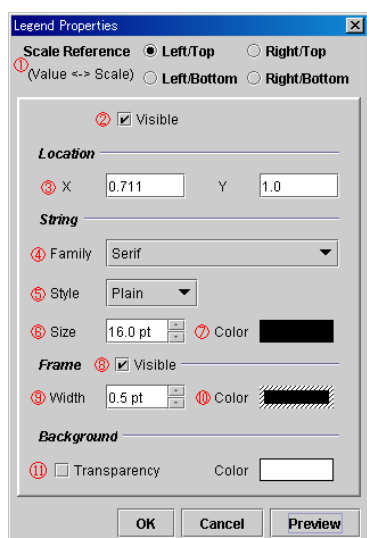 Legend Properties
Scale Reference Left/Top Right/Top
① (Value <-> Scale) Left/Bottom Right/Bottom
② Visible
Location
③ X 0.711 Y 1.0
String
④ Family Serif
⑤ Style Plain
⑥ Size 16.0 pt ⑦ Color
Frame ⑧ Visible
⑨ Width 0.5 pt ⑩ Color
Background
⑪ Transparency Color
OK Cancel Preview